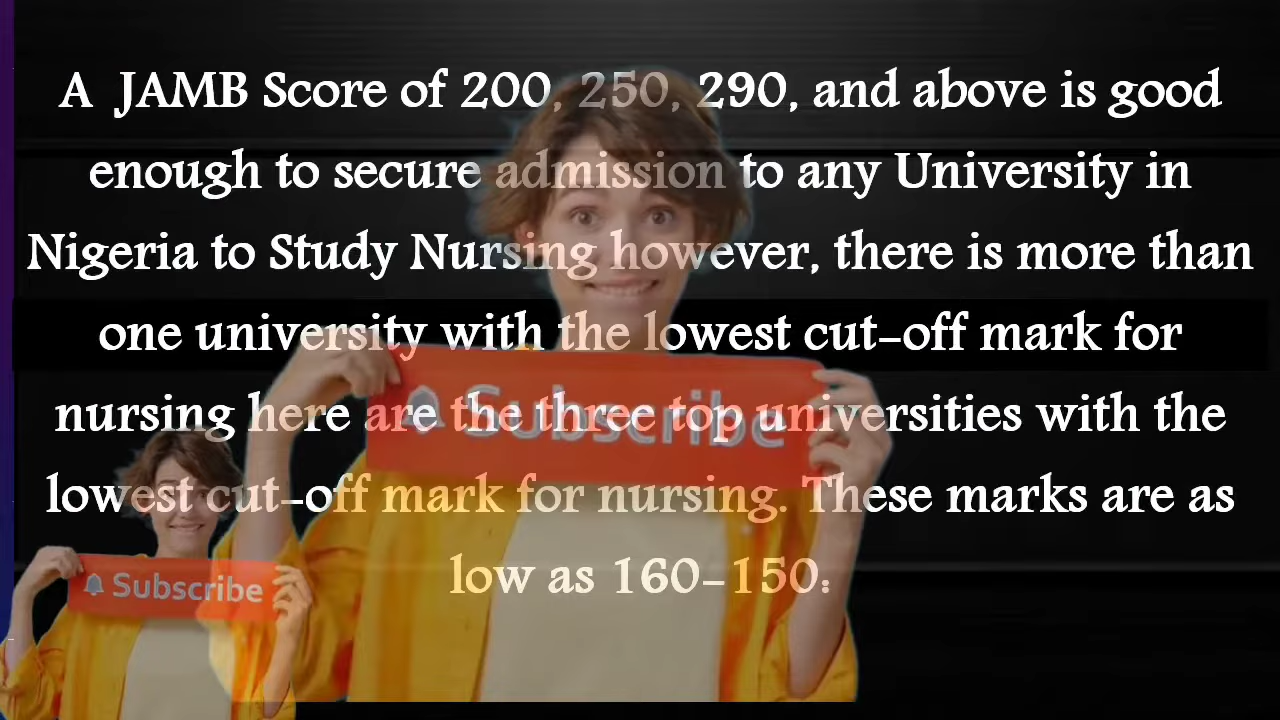 A JAMB Score of 200, 250, 290, and above is good
enough to secure admission to any University in
Nigeria to Study Nursing however, there is more than
one university with the lowest cut-off mark for
nursing here are the three top universities with the
lowest cut-off mark for nursing. These marks are as
low as 160-150:
Subscribe
Subscribe